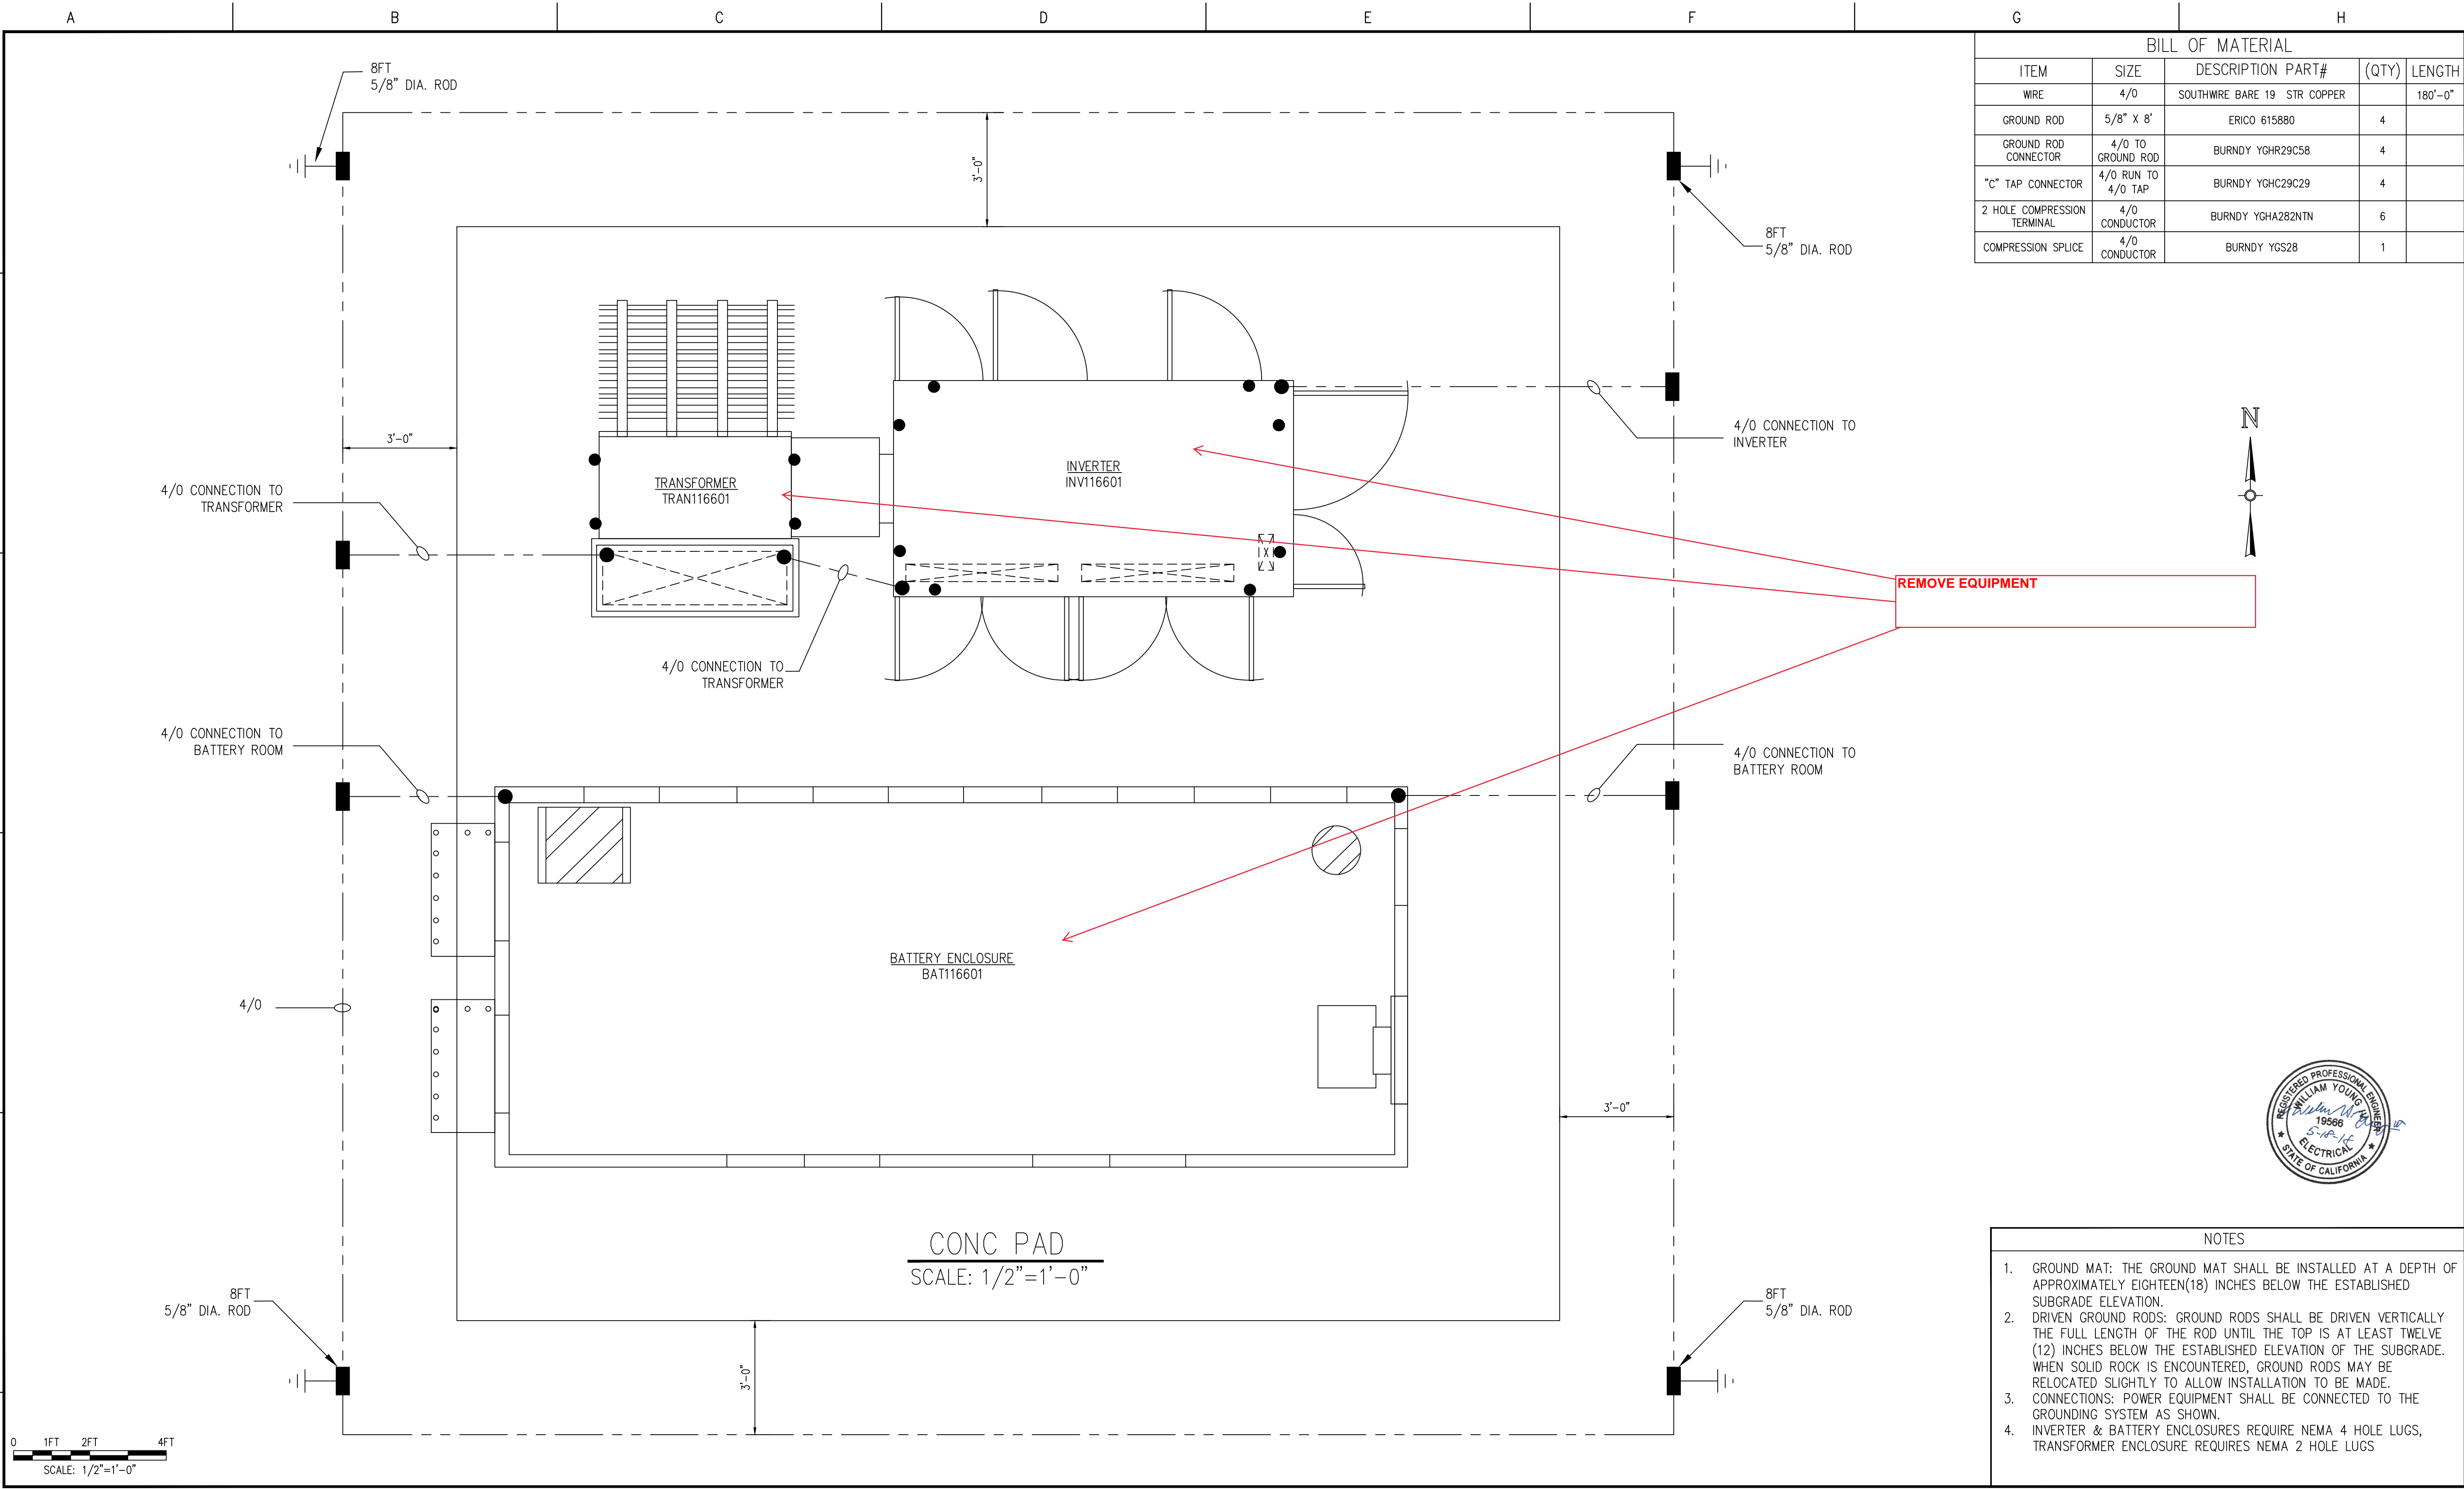 A B C D E F G H
BILL OF MATERIAL
ITEM SIZE DESCRIPTION PART# (QTY) LENGTH
WIRE 4/0 SOUTHWIRE BARE 19 STR COPPER 180'-0"
GROUND ROD 5/8" X 8' ERICO 615880 4
GROUND ROD CONNECTOR 4/0 TO GROUND ROD BURNDY YGHR29C58 4
"C" TAP CONNECTOR 4/0 RUN TO 4/0 TAP BURNDY YGHC29C29 4
2 HOLE COMPRESSION TERMINAL 4/0 CONDUCTOR BURNDY YGHA282NTN 6
COMPRESSION SPLICE 4/0 CONDUCTOR BURNDY YGS28 1
8FT
5/8" DIA. ROD
3'-0"
8FT
5/8" DIA. ROD
3'-0"
4/0 CONNECTION TO
INVERTER
N
INVERTER
INV116601
TRANSFORMER
TRAN116601
4/0 CONNECTION TO
TRANSFORMER
X
REMOVE EQUIPMENT
4/0 CONNECTION TO
TRANSFORMER
4/0 CONNECTION TO
BATTERY ROOM
4/0 CONNECTION TO
BATTERY ROOM
BATTERY ENCLOSURE
BAT116601
4/0
3'-0"
REGISTERED PROFESSIONAL ENGINEER
WILLIAM YOUNG
19566
5-18-18
ELECTRICAL
STATE OF CALIFORNIA
CONC PAD
SCALE: 1/2"=1'-0"
8FT
5/8" DIA. ROD
8FT
5/8" DIA. ROD
3'-0"
NOTES
1. GROUND MAT: THE GROUND MAT SHALL BE INSTALLED AT A DEPTH OF
APPROXIMATELY EIGHTEEN(18) INCHES BELOW THE ESTABLISHED
SUBGRADE ELEVATION.
2. DRIVEN GROUND RODS: GROUND RODS SHALL BE DRIVEN VERTICALLY
THE FULL LENGTH OF THE ROD UNTIL THE TOP IS AT LEAST TWELVE
(12) INCHES BELOW THE ESTABLISHED ELEVATION OF THE SUBGRADE.
WHEN SOLID ROCK IS ENCOUNTERED, GROUND RODS MAY BE
RELOCATED SLIGHTLY TO ALLOW INSTALLATION TO BE MADE.
3. CONNECTIONS: POWER EQUIPMENT SHALL BE CONNECTED TO THE
GROUNDING SYSTEM AS SHOWN.
4. INVERTER & BATTERY ENCLOSURES REQUIRE NEMA 4 HOLE LUGS,
TRANSFORMER ENCLOSURE REQUIRES NEMA 2 HOLE LUGS
0 1FT 2FT 4FT
SCALE: 1/2"=1'-0"